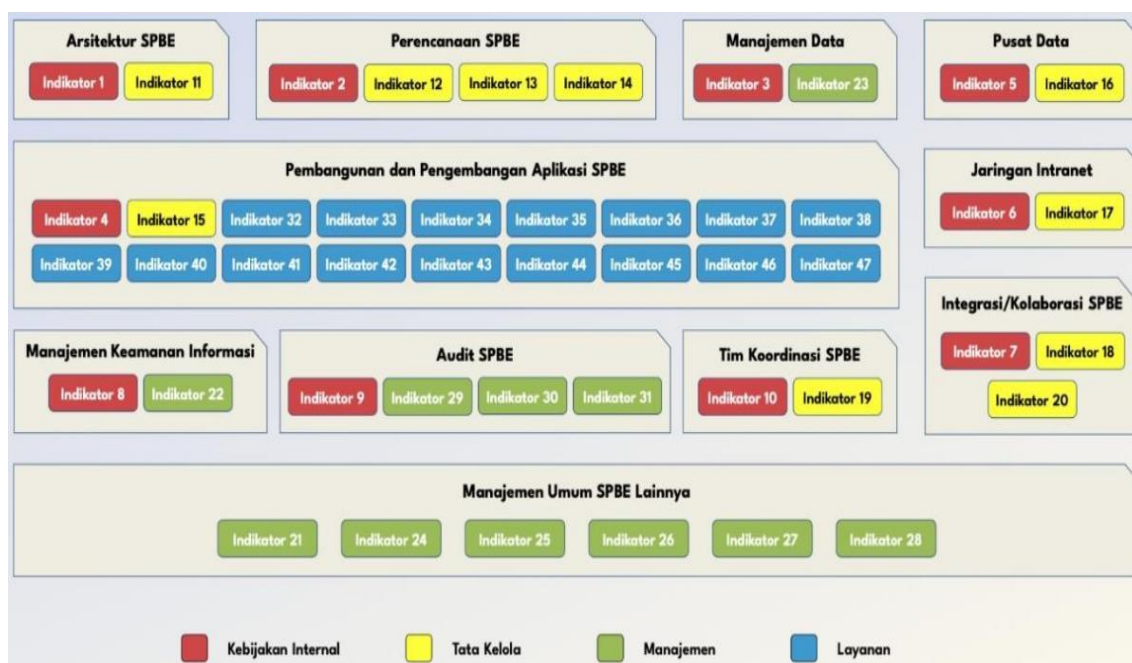 Arsitektur SPBE
Indikator 1 Indikator 11
Perencanaan SPBE
Indikator 2 Indikator 12 Indikator 13 Indikator 14
Manajemen Data
Indikator 3 Indikator 23
Pusat Data
Indikator 5 Indikator 16
Pembangunan dan Pengembangan Aplikasi SPBE
Indikator 4 Indikator 15 Indikator 32 Indikator 33 Indikator 34 Indikator 35 Indikator 36 Indikator 37 Indikator 38
Indikator 39 Indikator 40 Indikator 41 Indikator 42 Indikator 43 Indikator 44 Indikator 45 Indikator 46 Indikator 47
Jaringan Intranet
Indikator 6 Indikator 17
Integrasi/Kolaborasi SPBE
Indikator 7 Indikator 18
Indikator 20
Manajemen Keamanan Informasi
Indikator 8 Indikator 22
Audit SPBE
Indikator 9 Indikator 29 Indikator 30 Indikator 31
Tim Koordinasi SPBE
Indikator 10 Indikator 19
Manajemen Umum SPBE Lainnya
Indikator 21 Indikator 24 Indikator 25 Indikator 26 Indikator 27 Indikator 28
Kebijakan Internal Tata Kelola Manajemen Layanan